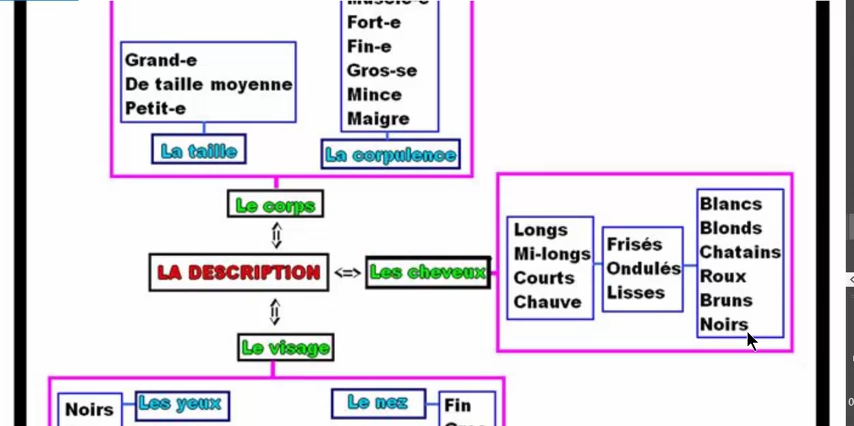 Fort-e
Fin-e
Gros-se
Mince
Maigre
Grand-e
De taille moyenne
Petit-e
La taille
La corpulence
Le corps
LA DESCRIPTION
<=>
Les cheveux
Longs
Mi-longs
Courts
Chauve
Frisés
Ondulés
Lisses
Blancs
Blonds
Chatains
Roux
Bruns
Noirs
Le visage
Noirs
Les yeux
Le nez
Fin